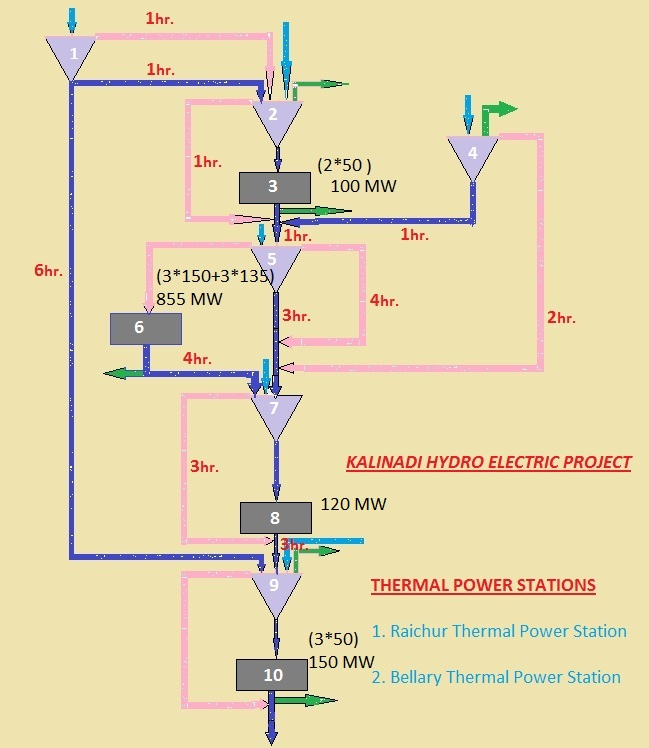 1hr.
1
1hr.
2
4
1hr.
(2*50 )
3
100 MW
1hr.
1hr.
5
6hr.
(3*150+3*135)
855 MW
4hr.
3hr.
2hr.
6
4hr.
7
3hr.
KALINADI HYDRO ELECTRIC PROJECT
120 MW
8
3hr.
9
THERMAL POWER STATIONS
1. Raichur Thermal Power Station
(3*50)
150 MW
10
2. Bellary Thermal Power Station